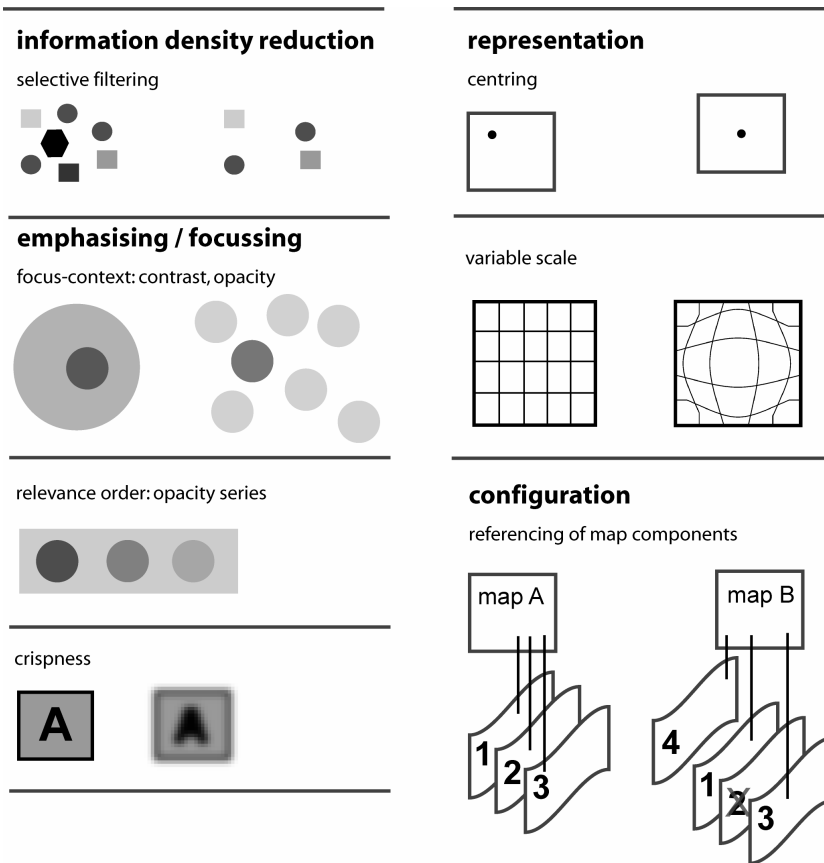 information density reduction
selective filtering
emphasising / focussing
focus-context: contrast, opacity
relevance order: opacity series
crispness
A
A
representation
centring
variable scale
configuration
referencing of map components
map A
1
2
3
map B
4
1
2
X
3